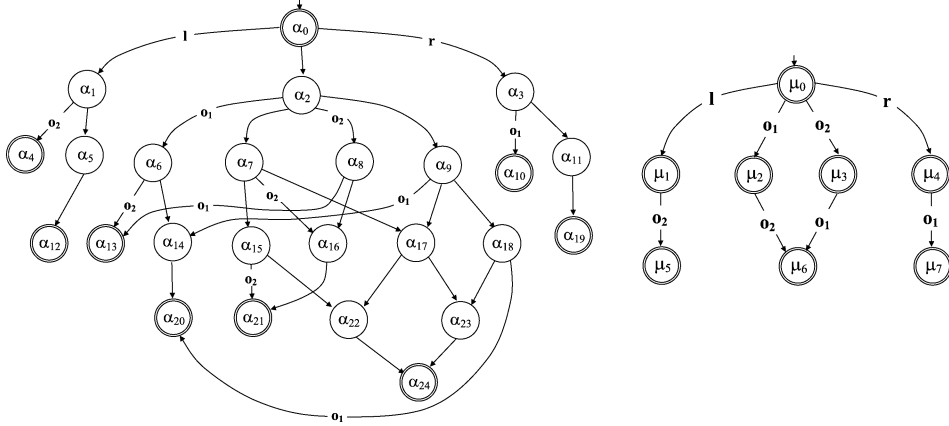 α₀
l r
α₁ α₂ α₃
o₂ o₁ o₂ o₁
α₄ α₅ α₆ α₇ α₈ α₉ α₁₀ α₁₁
o₂ o₁ o₂ o₁
α₁₂ α₁₃ α₁₄ α₁₅ α₁₆ α₁₇ α₁₈ α₁₉
o₂
α₂₀ α₂₁ α₂₂ α₂₃
α₂₄
o₁
μ₀
l r
o₁ o₂
μ₁ μ₂ μ₃ μ₄
o₂ o₂ o₁ o₁
μ₅ μ₆ μ₇